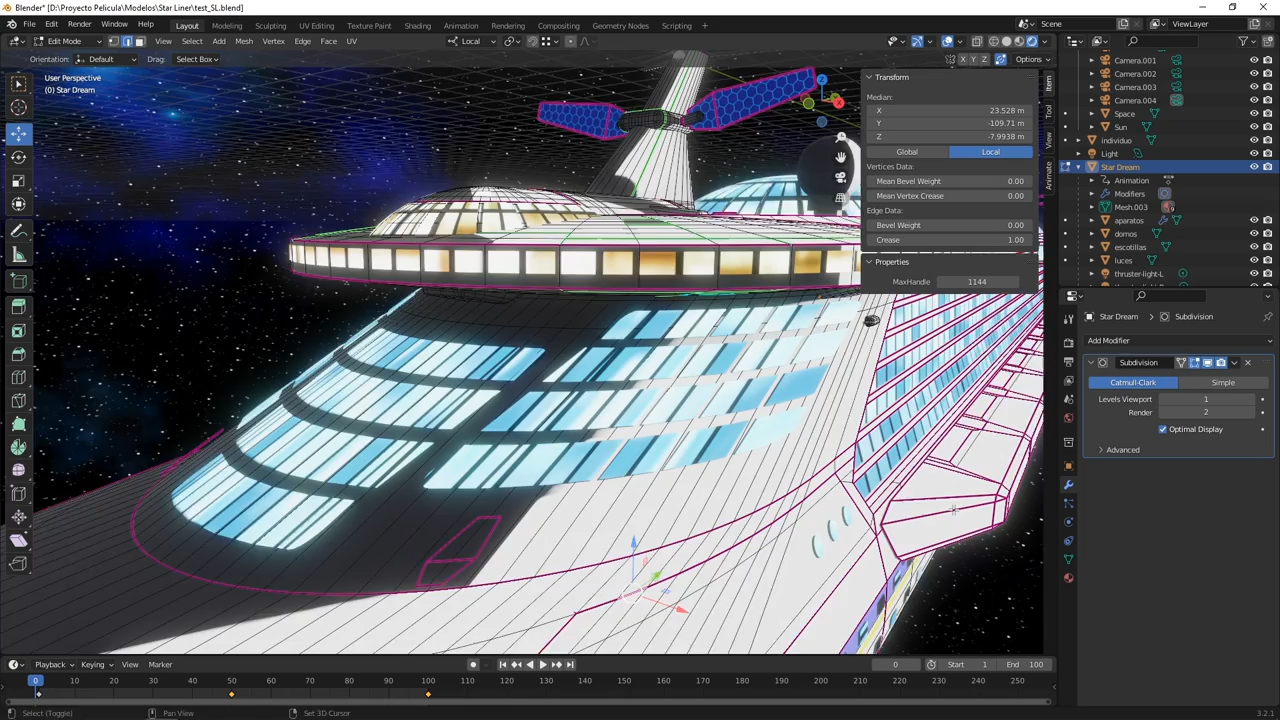 Blender* [D:\Proyecto Pelicula\Modelos\Star Liner\test_SL.blend]
File Edit Render Window Help Layout Modeling Sculpting UV Editing Texture Paint Shading Animation Rendering Compositing Geometry Nodes Scripting + Scene ViewLayer
Edit Mode View Select Add Mesh Vertex Edge Face UV Local
Orientation: Default Drag: Select Box X Y Z Options
User Perspective
(0) Star Dream
Transform
Median:
X 23.528 m
Y -109.71 m
Z -7.9938 m
Global Local
Vertices Data:
Mean Bevel Weight 0.00
Mean Vertex Crease 0.00
Edge Data:
Bevel Weight 0.00
Crease 1.00
Properties
MaxHandle 1144
Item
Tool
View
Animate
Z
X
Camera.001
Camera.002
Camera.003
Camera.004
Space
Sun
individuo
Light
Star Dream
Animation
Modifiers
Mesh.003
aparatos
domos
escotillas
luces
thruster-light-L
Star Dream > Subdivision
Add Modifier
Subdivision
Catmull-Clark Simple
Levels Viewport 1
Render 2
Optimal Display
Advanced
Playback Keying View Marker 0 Start 1 End 100
0 10 20 30 40 50 60 70 80 90 100 110 120 130 140 150 160 170 180 190 200 210 220 230 240 250
Select (Toggle) Pan View Set 3D Cursor 3.2.1